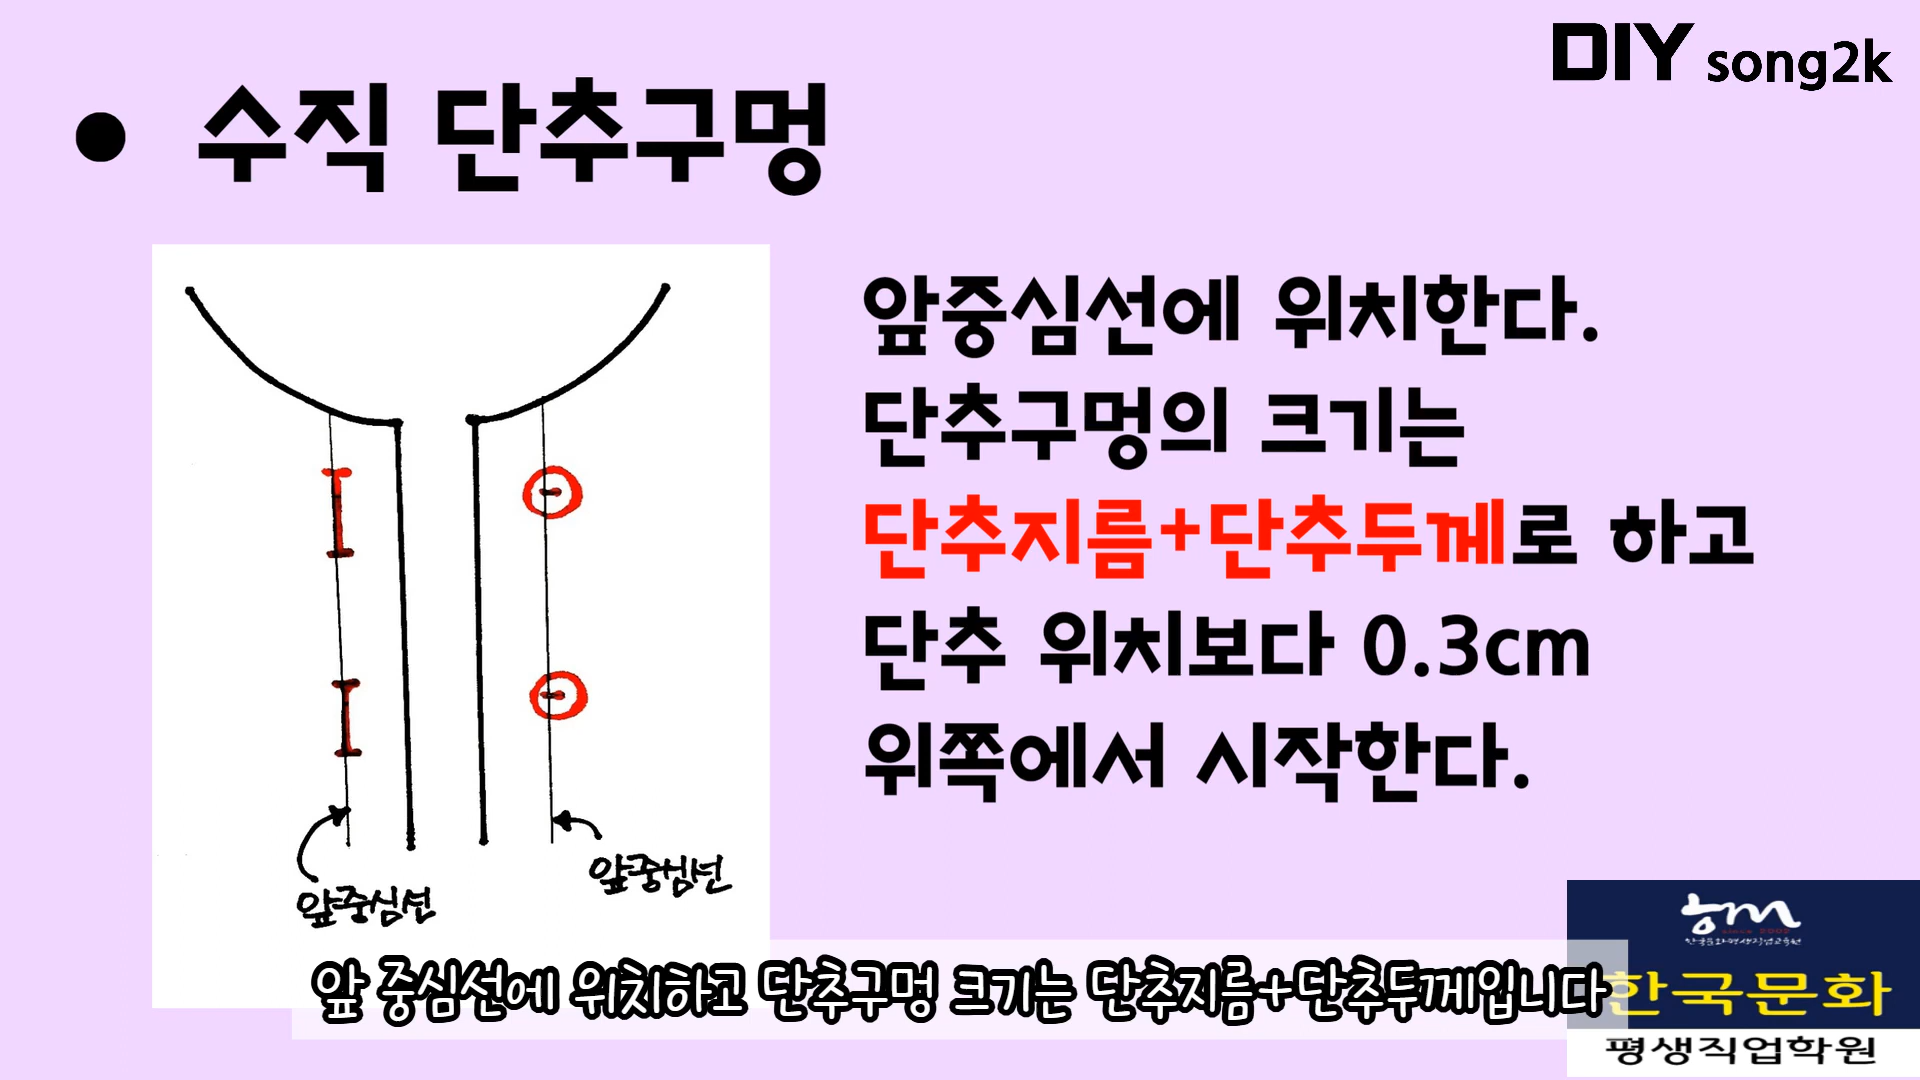 DIY song2k
● 수직 단추구멍
앞중심선에 위치한다.
단추구멍의 크기는
단추지름+단추두께로 하고
단추 위치보다 0.3cm
위쪽에서 시작한다.
앞중심선
앞중심선
앞 중심선에 위치하고 단추구멍 크기는 단추지름+단추두께입니다
since 2002
한국문화
평생직업학원